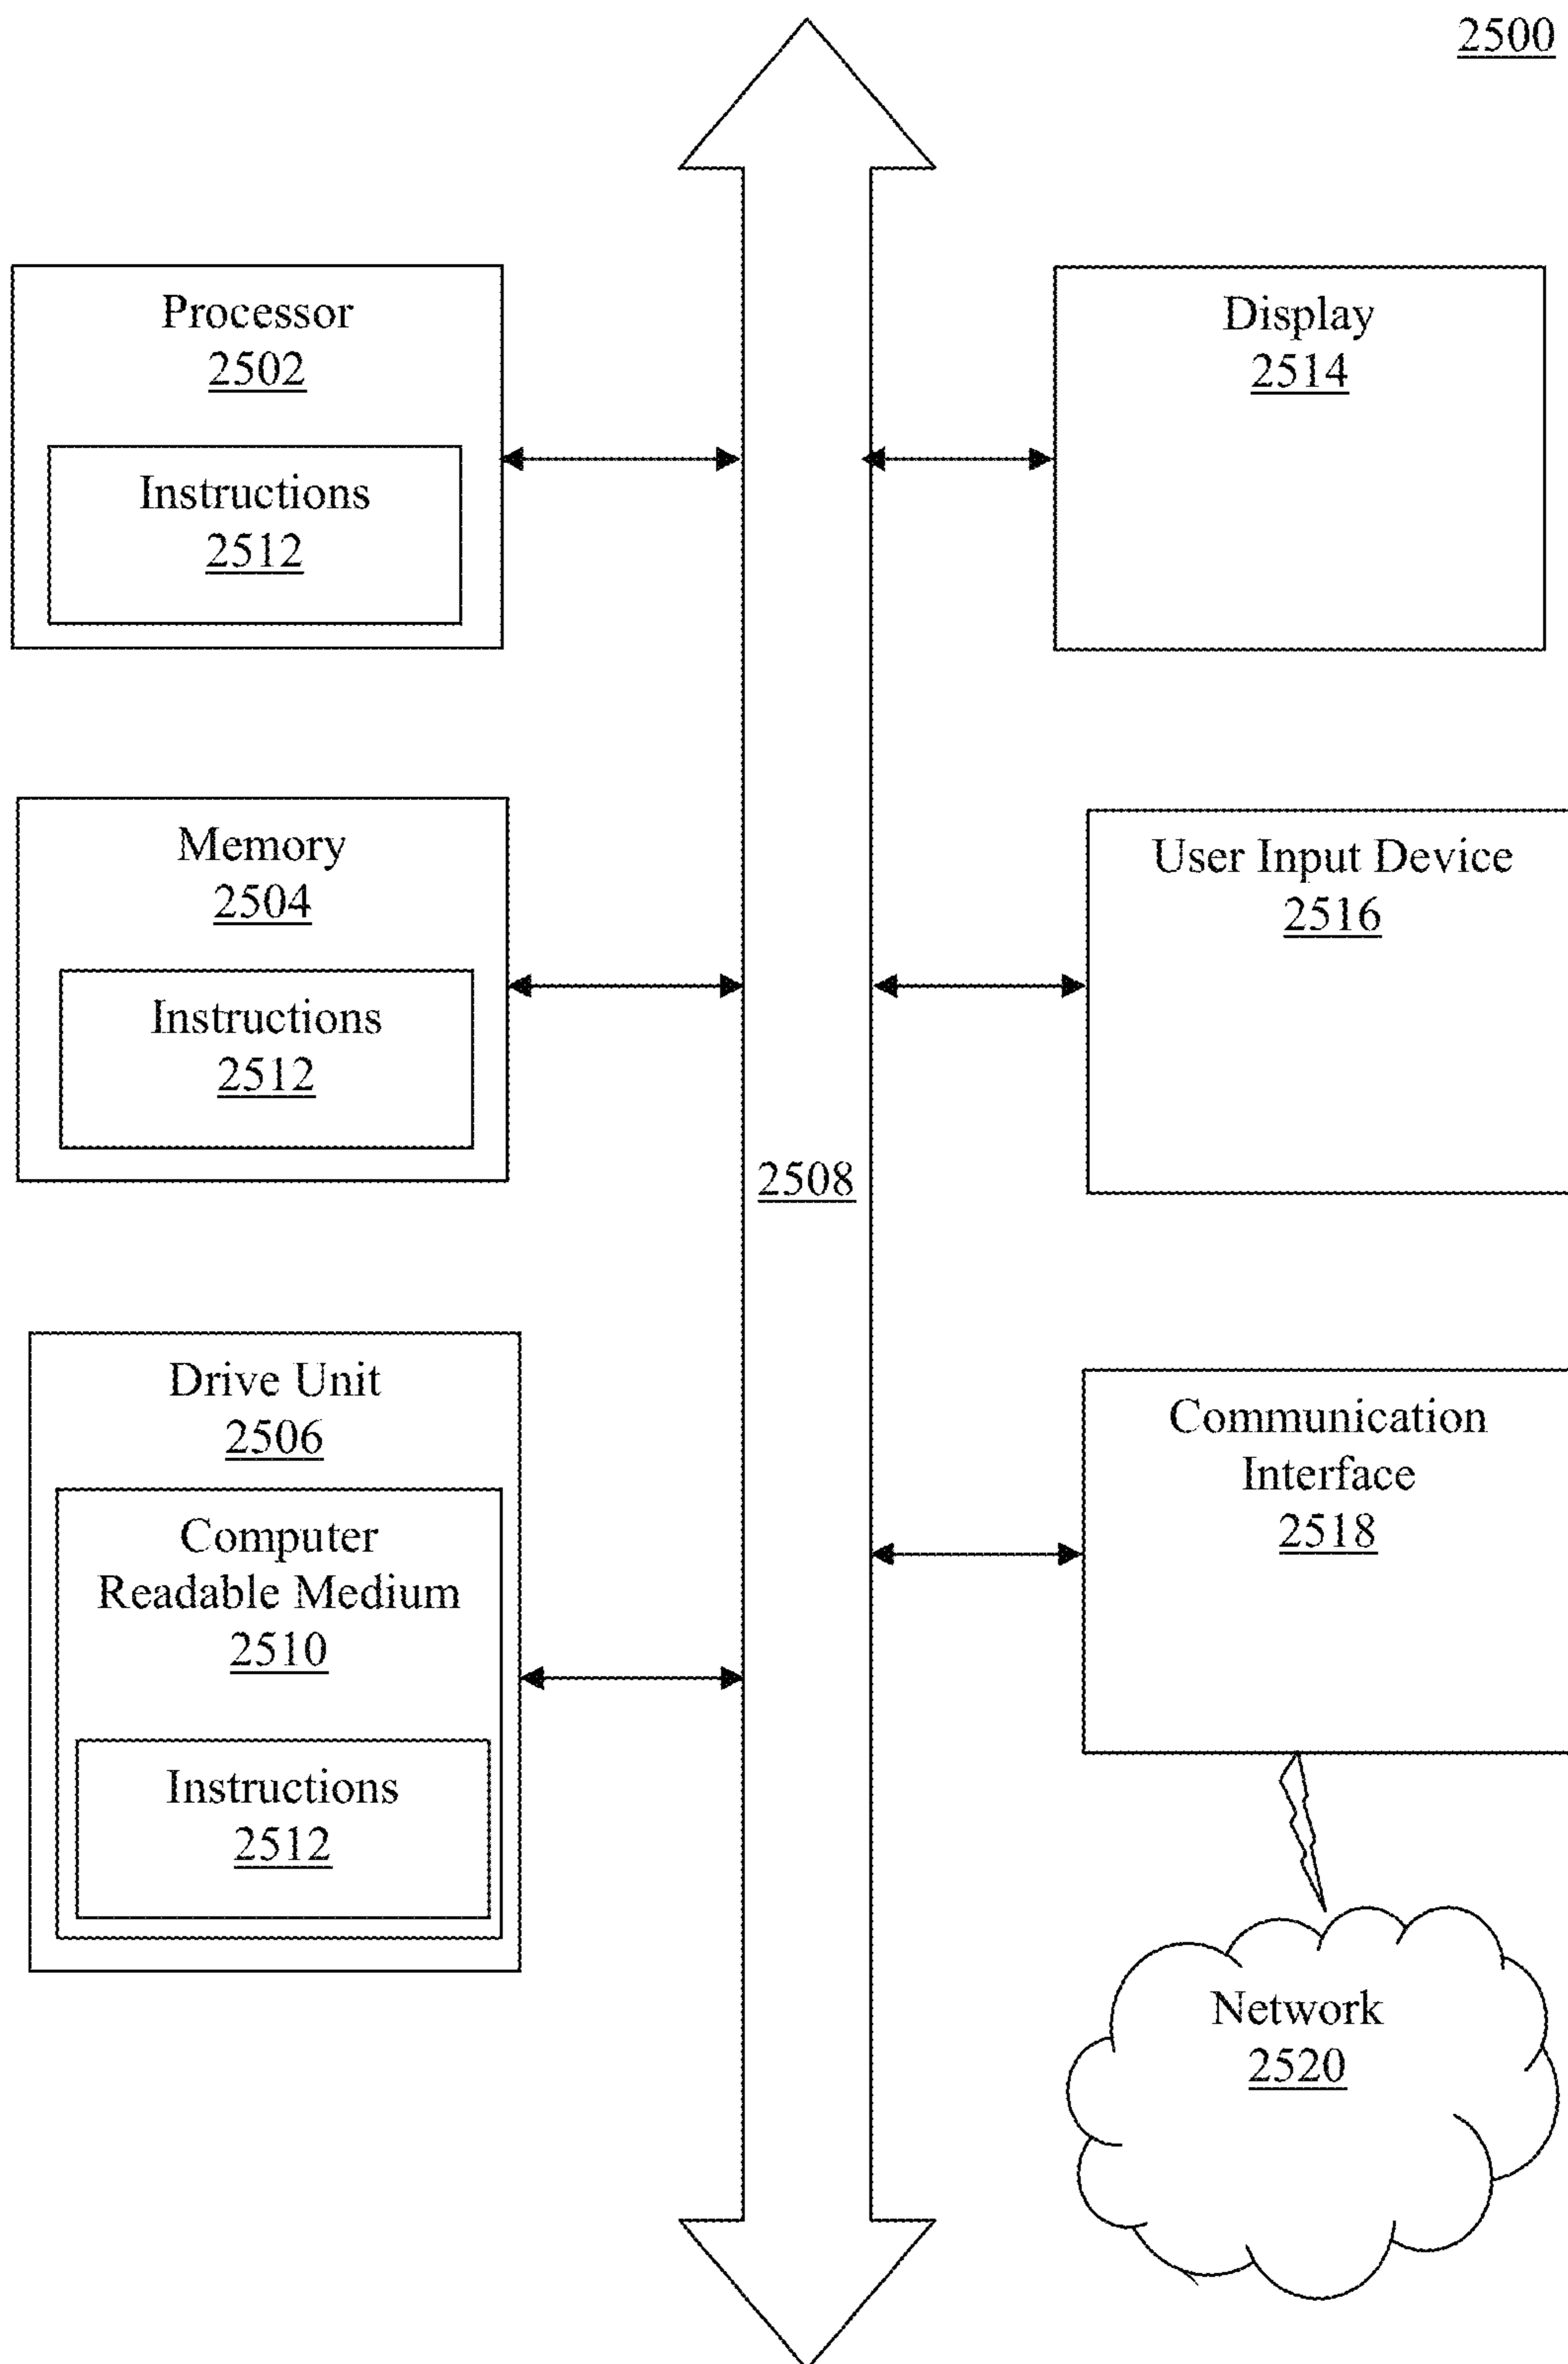 2500
Processor
2502
Instructions
2512
Display
2514
Memory
2504
Instructions
2512
User Input Device
2516
2508
Drive Unit
2506
Computer
Readable Medium
2510
Instructions
2512
Communication
Interface
2518
Network
2520